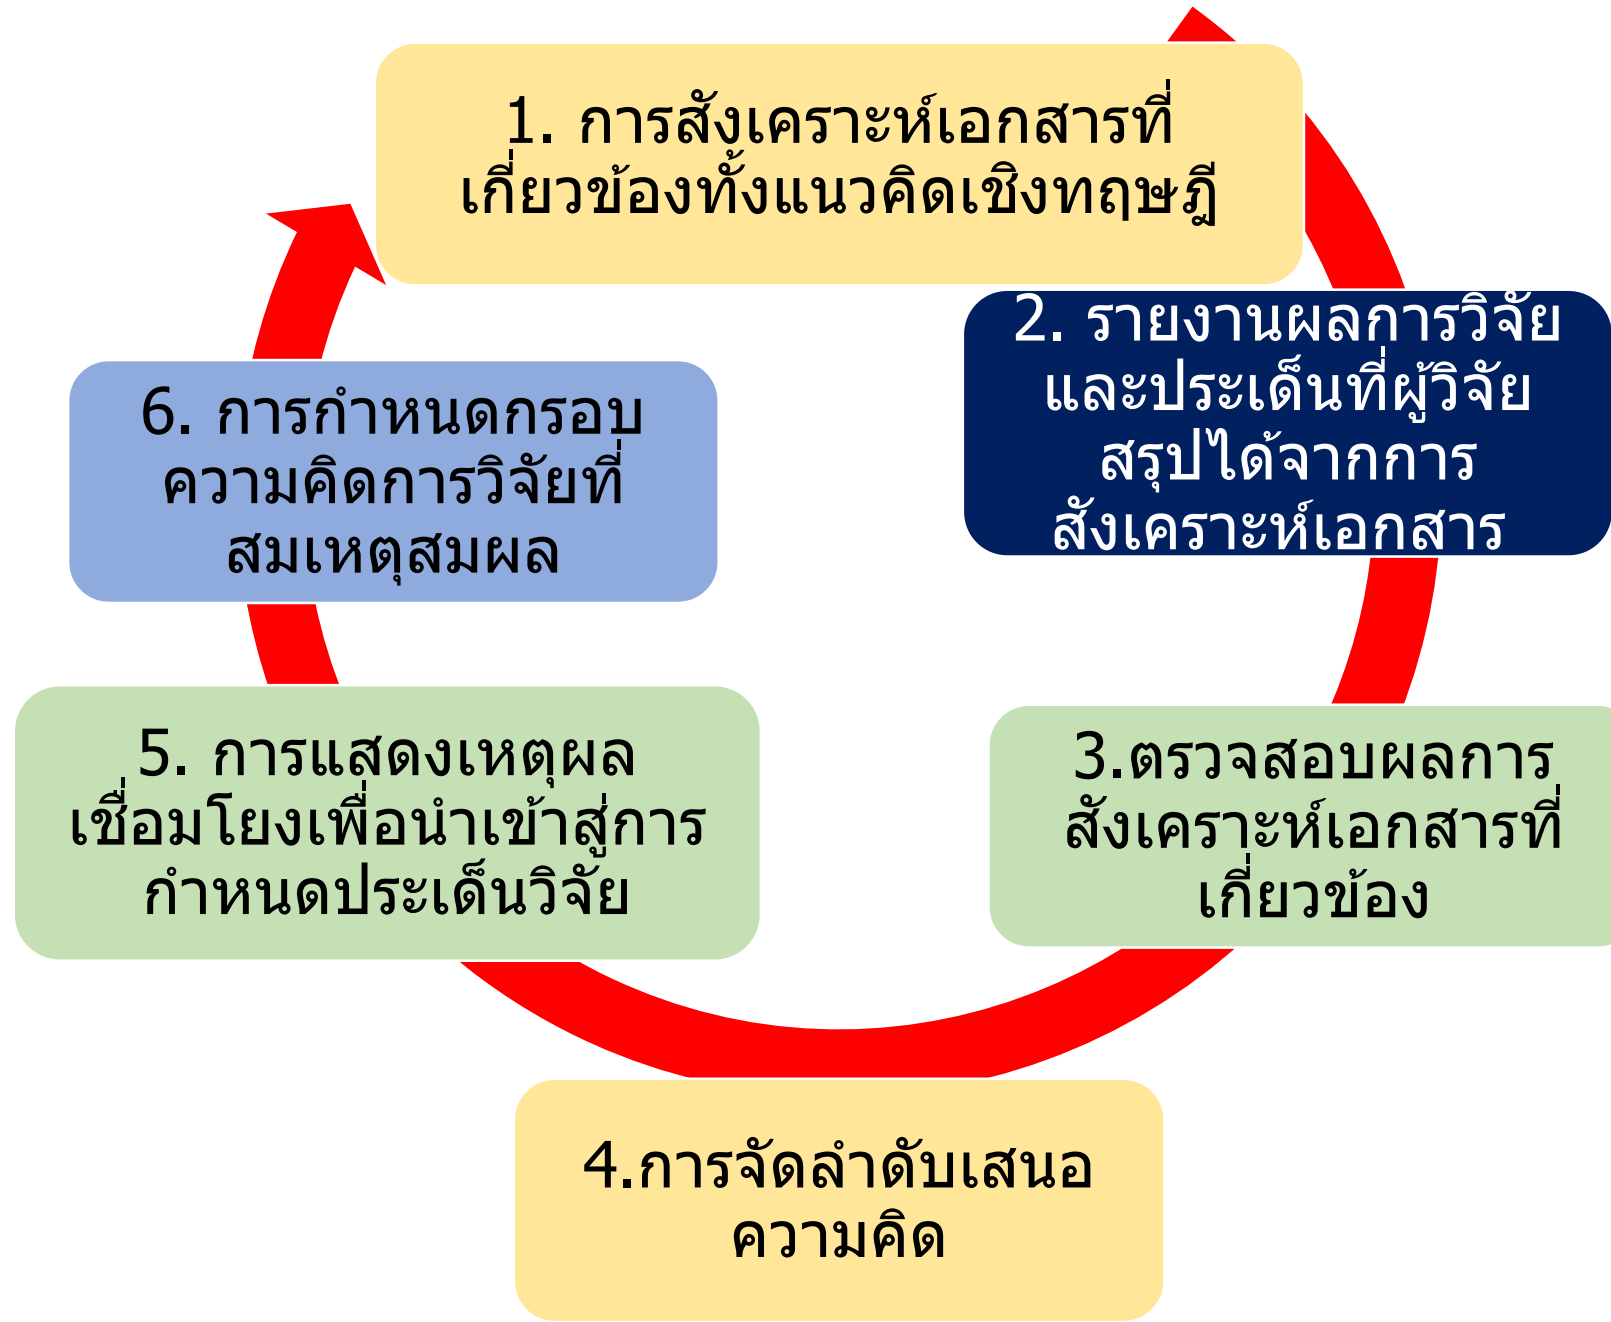 1. การสังเคราะห์เอกสารที่
เกี่ยวข้องทั้งแนวคิดเชิงทฤษฎี
2. รายงานผลการวิจัย
และประเด็นที่ผู้วิจัย
สรุปได้จากการ
สังเคราะห์เอกสาร
3.ตรวจสอบผลการ
สังเคราะห์เอกสารที่
เกี่ยวข้อง
4.การจัดลำดับเสนอ
ความคิด
5. การแสดงเหตุผล
เชื่อมโยงเพื่อนำเข้าสู่การ
กำหนดประเด็นวิจัย
6. การกำหนดกรอบ
ความคิดการวิจัยที่
สมเหตุสมผล